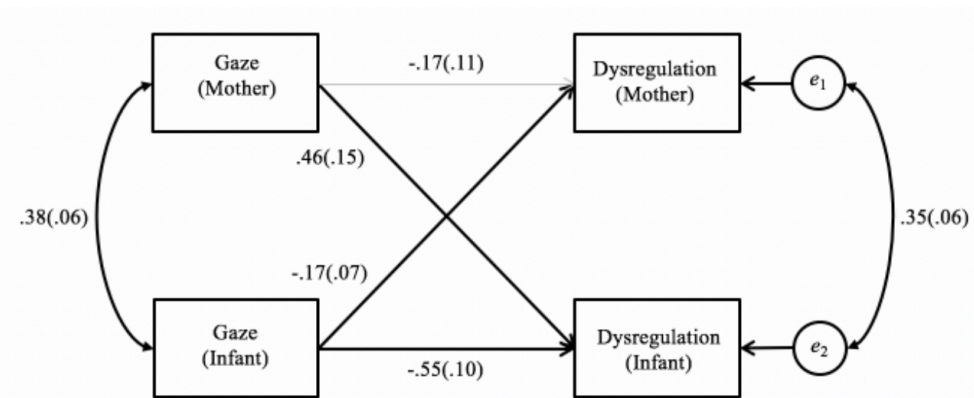 Gaze
(Mother)
-.17(.11)
Dysregulation
(Mother)
e1
.46(.15)
.38(.06)
.35(.06)
-.17(.07)
Gaze
(Infant)
-.55(.10)
Dysregulation
(Infant)
e2